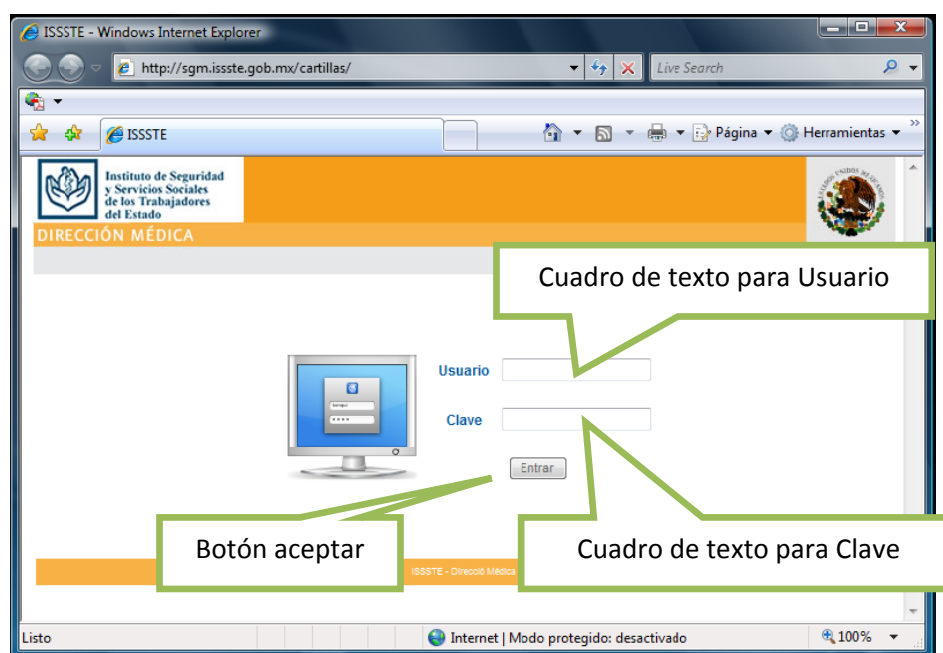 ISSSTE - Windows Internet Explorer
http://sgm.issste.gob.mx/cartillas/
Live Search
ISSSTE
Página
Herramientas
Instituto de Seguridad
y Servicios Sociales
de los Trabajadores
del Estado
DIRECCIÓN MÉDICA
Cuadro de texto para Usuario
Usuario
Clave
Entrar
Botón aceptar
Cuadro de texto para Clave
ISSSTE - Direcció Médica
Listo
Internet | Modo protegido: desactivado
100%